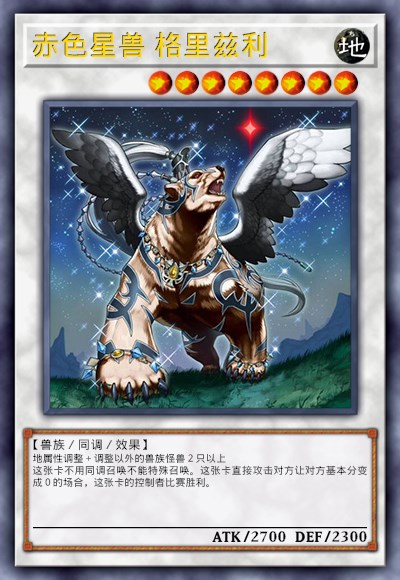 赤色星兽 格里兹利
地
【兽族／同调／效果】
地属性调整＋调整以外的兽族怪兽２只以上
这张卡不用同调召唤不能特殊召唤。这张卡直接攻击对方让对方基本分变
成０的场合，这张卡的控制者比赛胜利。
ATK/2700 DEF/2300